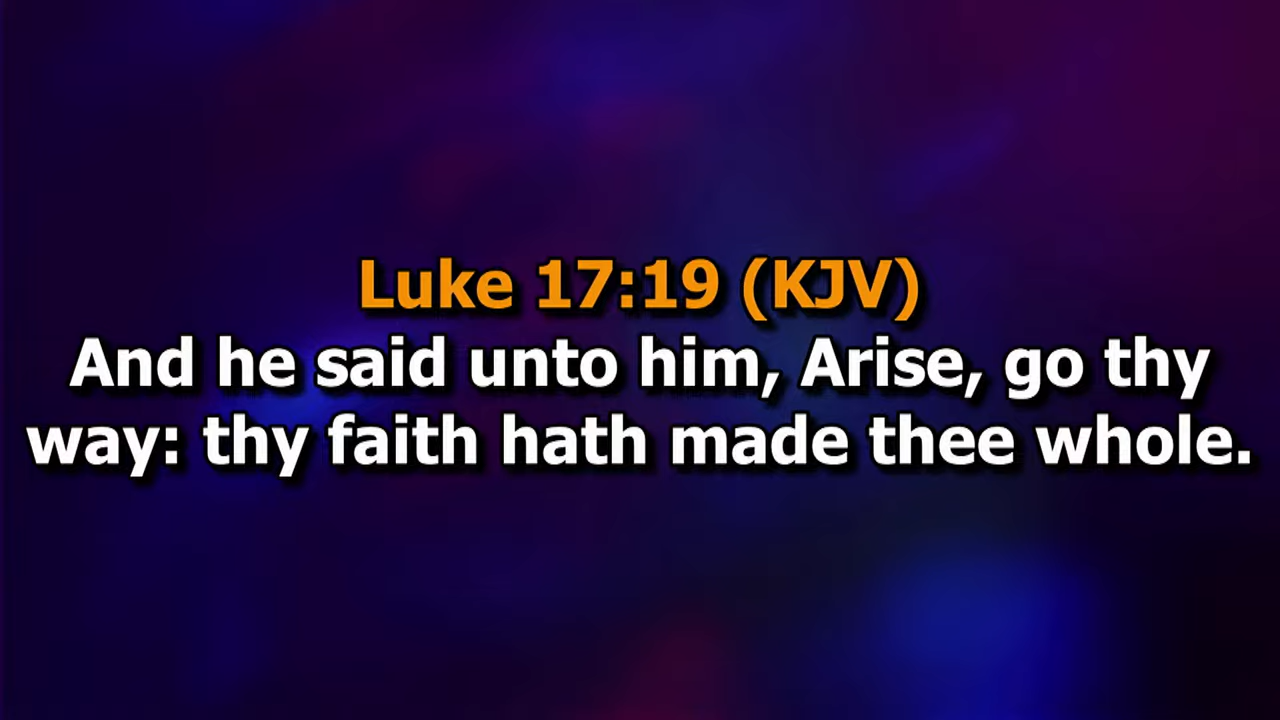 Luke 17:19 (KJV)
And he said unto him, Arise, go thy
way: thy faith hath made thee whole.